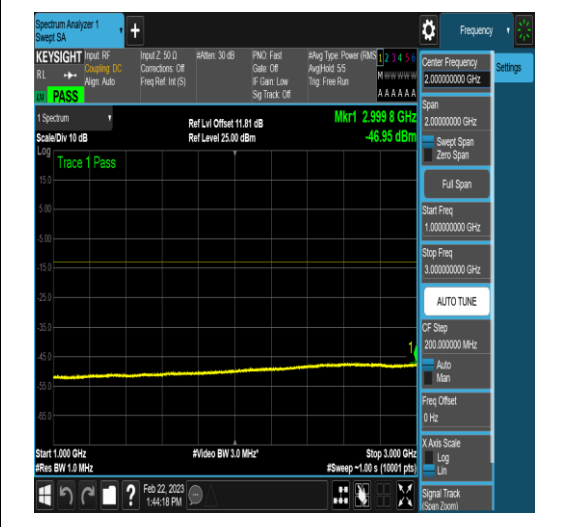 Spectrum Analyzer 1
Swept SA
+
Frequency
KEYSIGHT
RL
Input: RF
Coupling: DC
Align: Auto
Input Z: 50 Ω
Corrections: Off
Freq Ref: Int (S)
#Atten: 30 dB
PNO: Fast
Gate: Off
IF Gain: Low
Sig Track: Off
#Avg Type: Power (RMS
Avg|Hold: 5/5
Trig: Free Run
1 2 3 4 5 6
M W W W W W
A A A A A A
PASS
1 Spectrum
Scale/Div 10 dB
Ref Lvl Offset 11.81 dB
Ref Level 25.00 dBm
Mkr1 2.999 8 GHz
-46.95 dBm
Log
Trace 1 Pass
15.0
5.00
-5.00
-15.0
-25.0
-35.0
-45.0
-55.0
-65.0
1
Start 1.000 GHz
#Res BW 1.0 MHz
#Video BW 3.0 MHz*
Stop 3.000 GHz
#Sweep ~1.00 s (10001 pts)
?
Feb 22, 2023
1:44:18 PM
Center Frequency
2.000000000 GHz
Settings
Span
2.00000000 GHz
Swept Span
Zero Span
Full Span
Start Freq
1.000000000 GHz
Stop Freq
3.000000000 GHz
AUTO TUNE
CF Step
200.000000 MHz
Auto
Man
Freq Offset
0 Hz
X Axis Scale
Log
Lin
Signal Track
(Span Zoom)